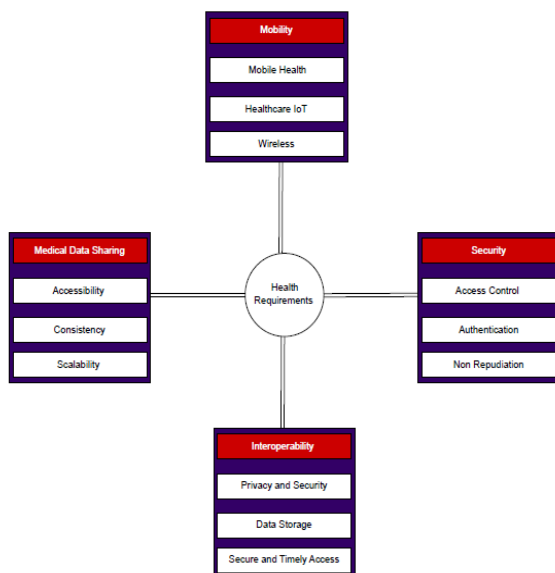 Mobility
Mobile Health
Healthcare IoT
Wireless
Medical Data Sharing
Accessibility
Consistency
Scalability
Health
Requirements
Security
Access Control
Authentication
Non Repudiation
Interoperability
Privacy and Security
Data Storage
Secure and Timely Access